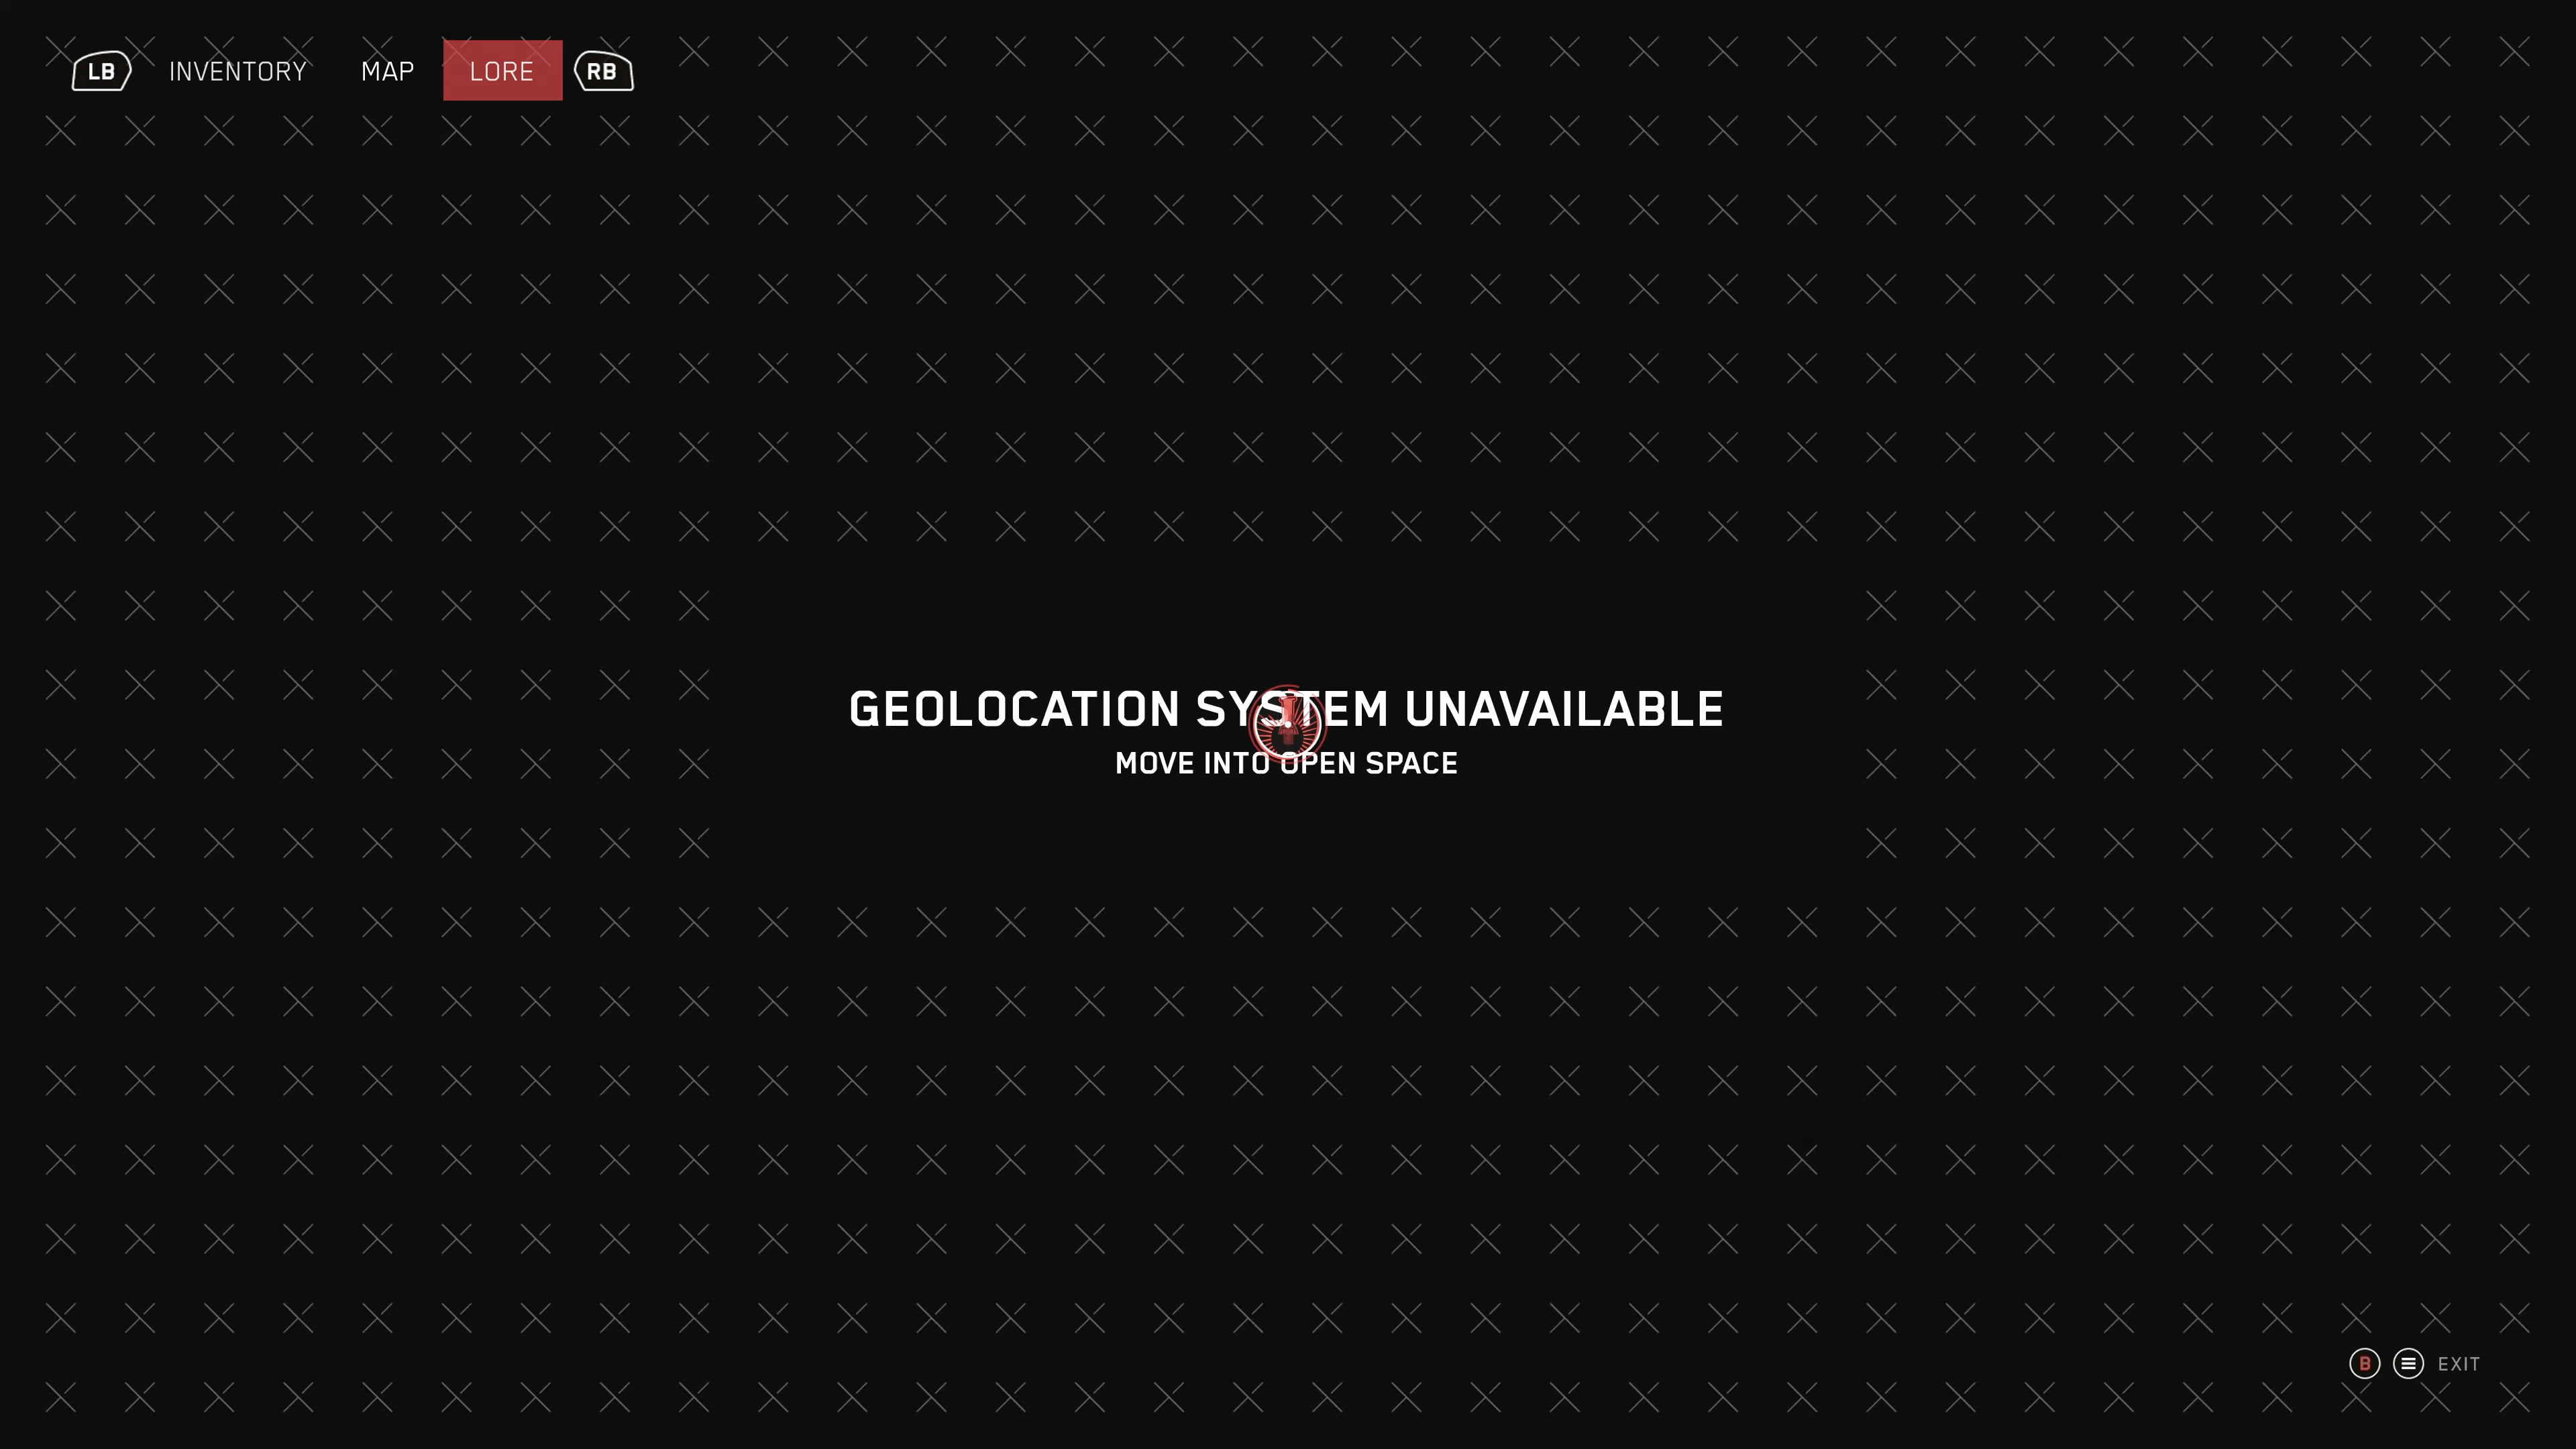 LB INVENTORY MAP LORE RB
GEOLOCATION SYSTEM UNAVAILABLE
MOVE INTO OPEN SPACE
B EXIT